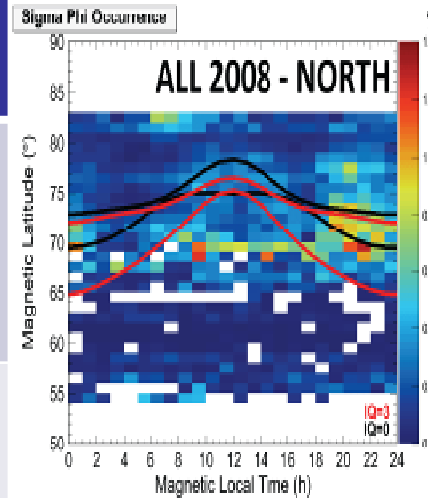 Sigma Phi Occurrence
ALL 2008 - NORTH
90
85
80
75
70
65
60
55
50
Magnetic Latitude (°)
IQ=3
IQ=0
0 2 4 6 8 10 12 14 16 18 20 22 24
Magnetic Local Time (h)